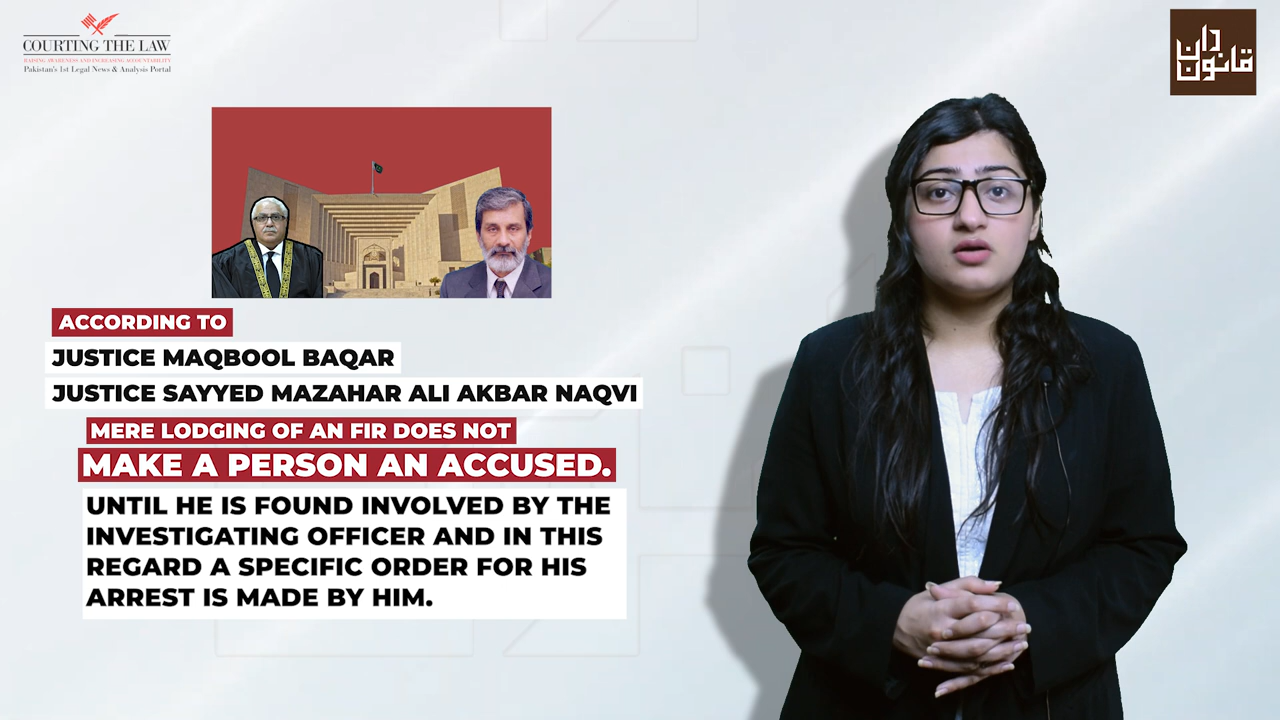 COURTING THE LAW
RAISING AWARENESS AND INCREASING ACCOUNTABILITY
Pakistan's 1st Legal News & Analysis Portal
قانون دان
ACCORDING TO
JUSTICE MAQBOOL BAQAR
JUSTICE SAYYED MAZAHAR ALI AKBAR NAQVI
MERE LODGING OF AN FIR DOES NOT
MAKE A PERSON AN ACCUSED.
UNTIL HE IS FOUND INVOLVED BY THE
INVESTIGATING OFFICER AND IN THIS
REGARD A SPECIFIC ORDER FOR HIS
ARREST IS MADE BY HIM.